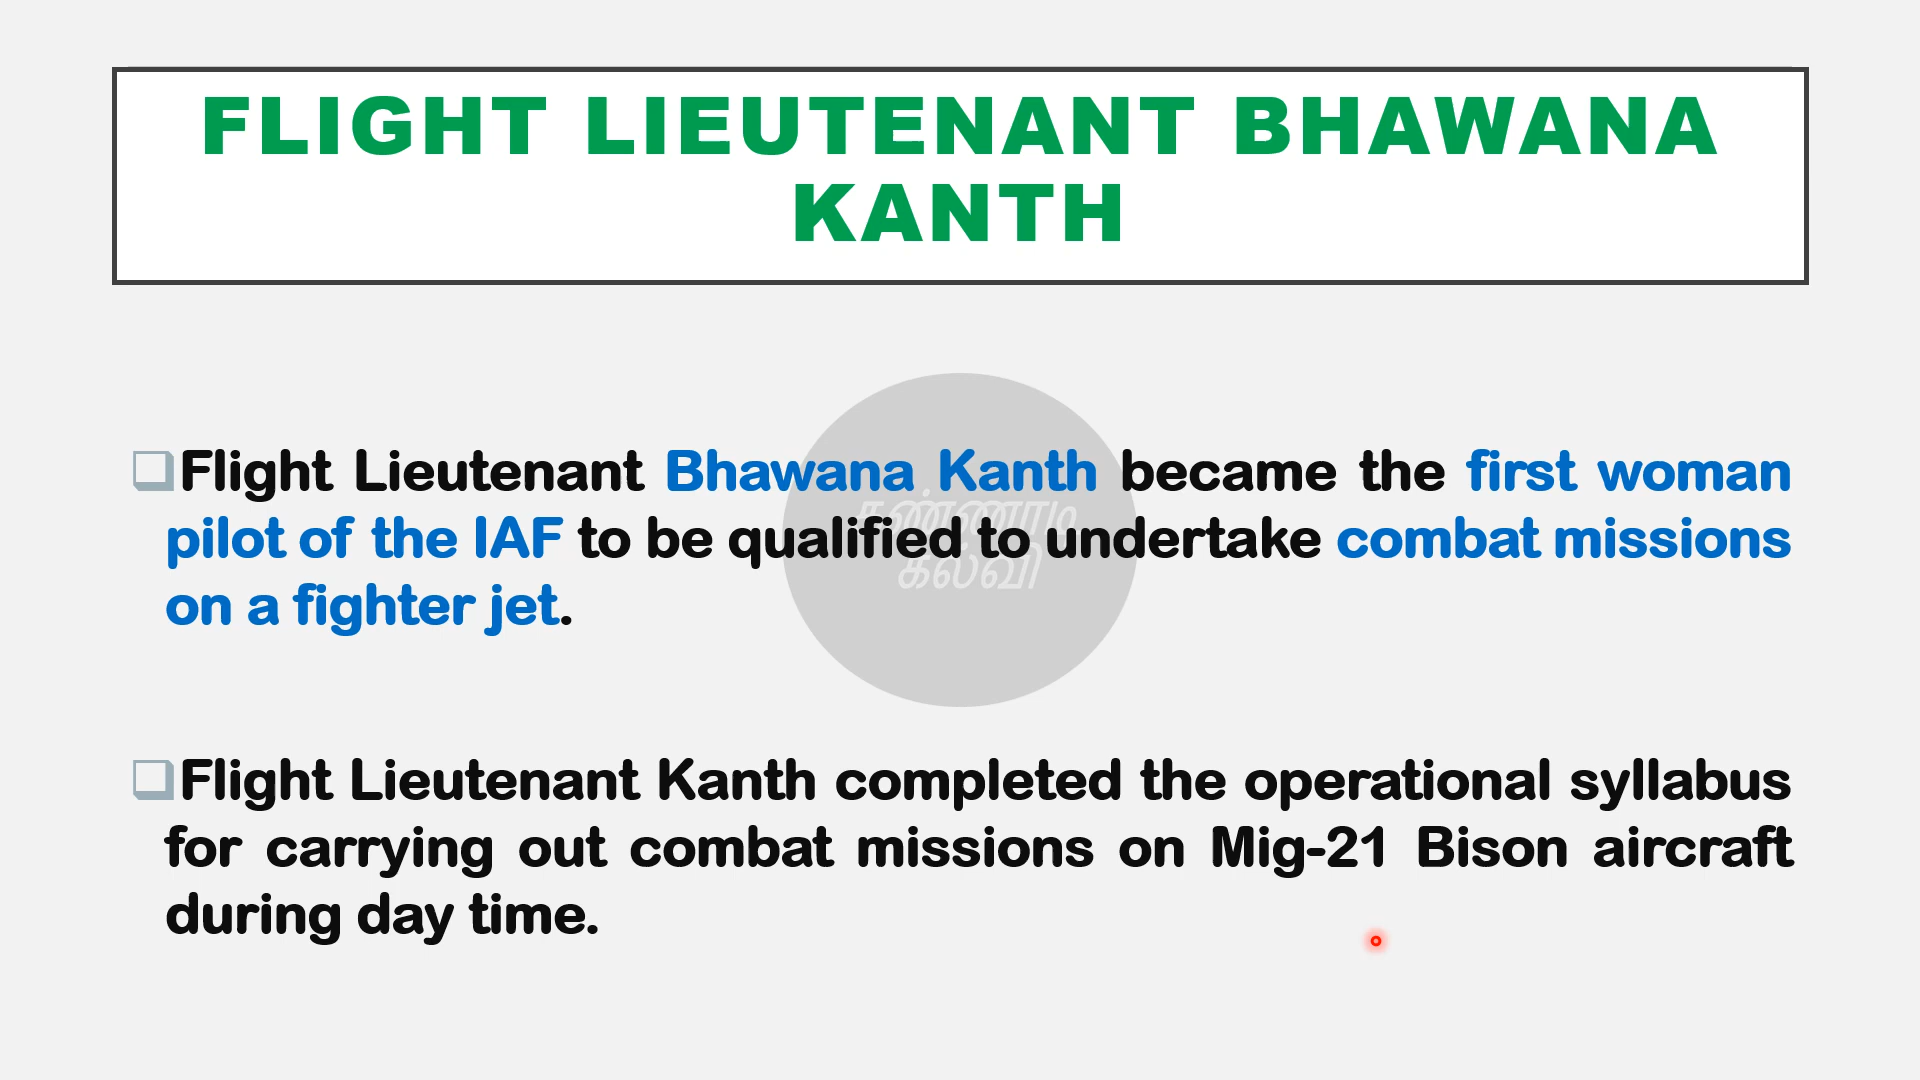 FLIGHT LIEUTENANT BHAWANA
KANTH
Flight Lieutenant Bhawana Kanth became the first woman
pilot of the IAF to be qualified to undertake combat missions
on a fighter jet.
கல்வி
Flight Lieutenant Kanth completed the operational syllabus
for carrying out combat missions on Mig-21 Bison aircraft
during day time.